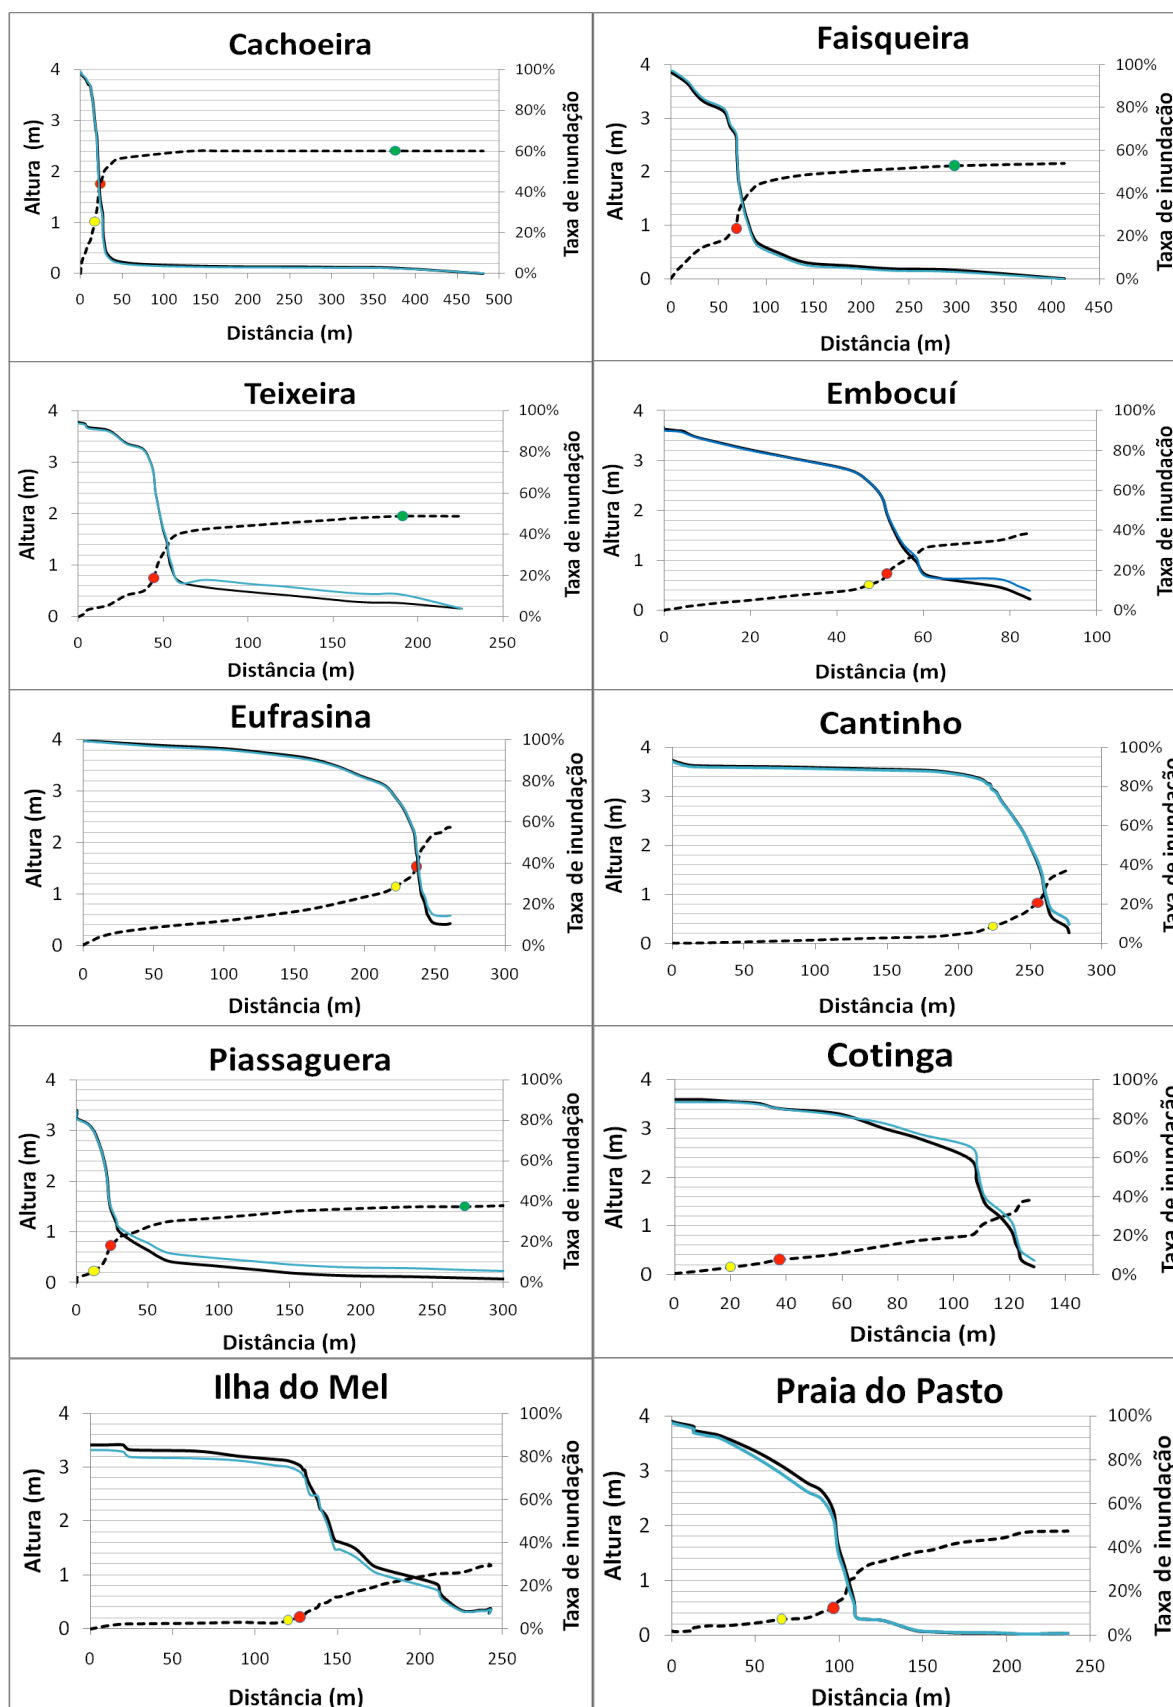 Cachoeira
Altura (m)
4
3
2
1
0
100%
80%
60%
40%
20%
0%
Taxa de inundação
0 50 100 150 200 250 300 350 400 450 500
Distância (m)
Faisqueira
Altura (m)
4
3
2
1
0
100%
80%
60%
40%
20%
0%
Taxa de inundação
0 50 100 150 200 250 300 350 400 450
Distância (m)
Teixeira
Altura (m)
4
3
2
1
0
100%
80%
60%
40%
20%
0%
Taxa de inundação
0 50 100 150 200 250
Distância (m)
Embocuí
Altura (m)
4
3
2
1
0
100%
80%
60%
40%
20%
0%
Taxa de inundação
0 20 40 60 80 100
Distância (m)
Eufrasina
Altura (m)
4
3
2
1
0
100%
80%
60%
40%
20%
0%
Taxa de inundação
0 50 100 150 200 250 300
Distância (m)
Cantinho
Altura (m)
4
3
2
1
0
100%
80%
60%
40%
20%
0%
Taxa de inundação
0 50 100 150 200 250 300
Distância (m)
Piassaguera
Altura (m)
4
3
2
1
0
100%
80%
60%
40%
20%
0%
Taxa de inundação
0 50 100 150 200 250 300
Distância (m)
Cotinga
Altura (m)
4
3
2
1
0
100%
80%
60%
40%
20%
0%
Taxa de inundação
0 20 40 60 80 100 120 140
Distância (m)
Ilha do Mel
Altura (m)
4
3
2
1
0
100%
80%
60%
40%
20%
0%
Taxa de inundação
0 50 100 150 200 250
Distância (m)
Praia do Pasto
Altura (m)
4
3
2
1
0
100%
80%
60%
40%
20%
0%
Taxa de inundação
0 50 100 150 200 250
Distância (m)